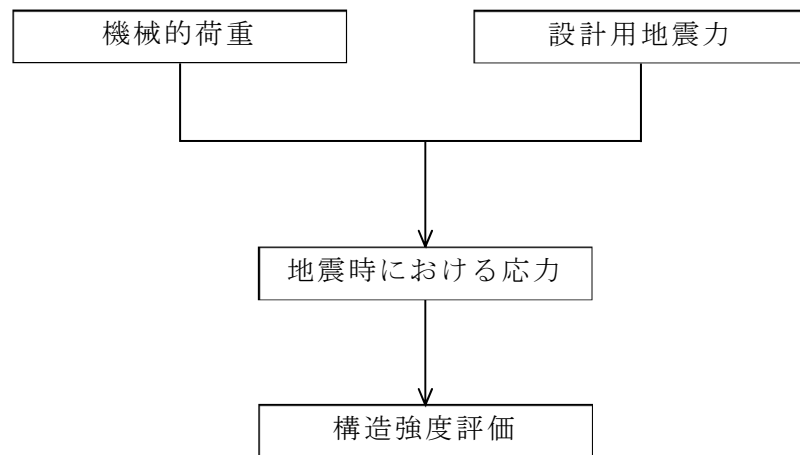 機械的荷重
設計用地震力
地震時における応力
構造強度評価